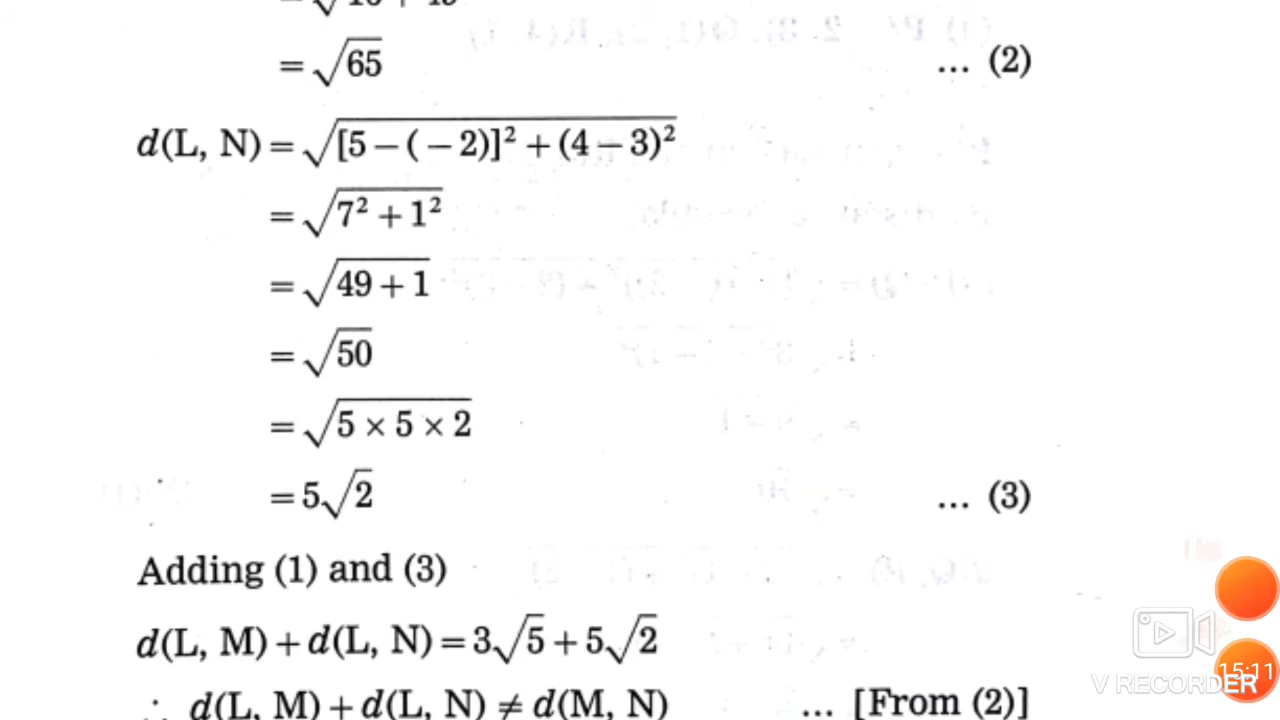 = √65 ... (2)
d(L, N) = √[5 − ( − 2)]² + (4 − 3)²
= √7² + 1²
= √49 + 1
= √50
= √5 × 5 × 2
= 5√2 ... (3)
Adding (1) and (3)
d(L, M) + d(L, N) = 3√5 + 5√2
∴ d(L, M) + d(L, N) ≠ d(M, N) ... [From (2)]
15:11
V RECORDER